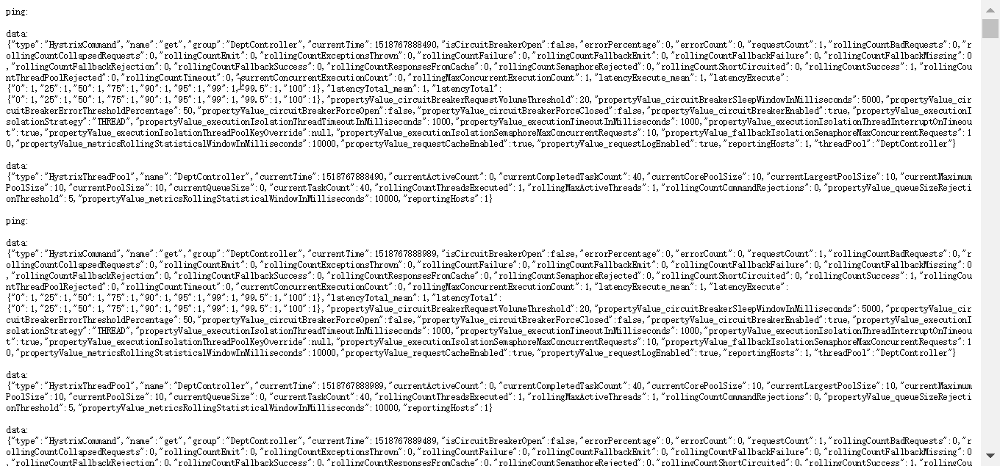 ping:
data:
{"type":"HystrixCommand","name":"get","group":"DeptController","currentTime":1518767888490,"isCircuitBreakerOpen":false,"errorPercentage":0,"errorCount":0,"requestCount":1,"rollingCountBadRequests":0,"r
ollingCountCollapsedRequests":0,"rollingCountEmit":0,"rollingCountExceptionsThrown":0,"rollingCountFailure":0,"rollingCountFallbackEmit":0,"rollingCountFallbackFailure":0,"rollingCountFallbackMissing":0
,"rollingCountFallbackRejection":0,"rollingCountFallbackSuccess":0,"rollingCountResponsesFromCache":0,"rollingCountSemaphoreRejected":0,"rollingCountShortCircuited":0,"rollingCountSuccess":1,"rollingCou
ntThreadPoolRejected":0,"rollingCountTimeout":0,"currentConcurrentExecutionCount":0,"rollingMaxConcurrentExecutionCount":1,"latencyExecute_mean":1,"latencyExecute":
{"0":1,"25":1,"50":1,"75":1,"90":1,"95":1,"99":1,"99.5":1,"100":1},"latencyTotal_mean":1,"latencyTotal":
{"0":1,"25":1,"50":1,"75":1,"90":1,"95":1,"99":1,"99.5":1,"100":1},"propertyValue_circuitBreakerRequestVolumeThreshold":20,"propertyValue_circuitBreakerSleepWindowInMilliseconds":5000,"propertyValue_cir
cuitBreakerErrorThresholdPercentage":50,"propertyValue_circuitBreakerForceOpen":false,"propertyValue_circuitBreakerForceClosed":false,"propertyValue_circuitBreakerEnabled":true,"propertyValue_executionI
solationStrategy":"THREAD","propertyValue_executionIsolationThreadTimeoutInMilliseconds":1000,"propertyValue_executionTimeoutInMilliseconds":1000,"propertyValue_executionIsolationThreadInterruptOnTimeou
t":true,"propertyValue_executionIsolationThreadPoolKeyOverride":null,"propertyValue_executionIsolationSemaphoreMaxConcurrentRequests":10,"propertyValue_fallbackIsolationSemaphoreMaxConcurrentRequests":1
0,"propertyValue_metricsRollingStatisticalWindowInMilliseconds":10000,"propertyValue_requestCacheEnabled":true,"propertyValue_requestLogEnabled":true,"reportingHosts":1,"threadPool":"DeptController"}
data:
{"type":"HystrixThreadPool","name":"DeptController","currentTime":1518767888490,"currentActiveCount":0,"currentCompletedTaskCount":40,"currentCorePoolSize":10,"currentLargestPoolSize":10,"currentMaximum
PoolSize":10,"currentPoolSize":10,"currentQueueSize":0,"currentTaskCount":40,"rollingCountThreadsExecuted":1,"rollingMaxActiveThreads":1,"rollingCountCommandRejections":0,"propertyValue_queueSizeRejecti
onThreshold":5,"propertyValue_metricsRollingStatisticalWindowInMilliseconds":10000,"reportingHosts":1}
ping:
data:
{"type":"HystrixCommand","name":"get","group":"DeptController","currentTime":1518767888989,"isCircuitBreakerOpen":false,"errorPercentage":0,"errorCount":0,"requestCount":1,"rollingCountBadRequests":0,"r
ollingCountCollapsedRequests":0,"rollingCountEmit":0,"rollingCountExceptionsThrown":0,"rollingCountFailure":0,"rollingCountFallbackEmit":0,"rollingCountFallbackFailure":0,"rollingCountFallbackMissing":0
,"rollingCountFallbackRejection":0,"rollingCountFallbackSuccess":0,"rollingCountResponsesFromCache":0,"rollingCountSemaphoreRejected":0,"rollingCountShortCircuited":0,"rollingCountSuccess":1,"rollingCou
ntThreadPoolRejected":0,"rollingCountTimeout":0,"currentConcurrentExecutionCount":0,"rollingMaxConcurrentExecutionCount":1,"latencyExecute_mean":1,"latencyExecute":
{"0":1,"25":1,"50":1,"75":1,"90":1,"95":1,"99":1,"99.5":1,"100":1},"latencyTotal_mean":1,"latencyTotal":
{"0":1,"25":1,"50":1,"75":1,"90":1,"95":1,"99":1,"99.5":1,"100":1},"propertyValue_circuitBreakerRequestVolumeThreshold":20,"propertyValue_circuitBreakerSleepWindowInMilliseconds":5000,"propertyValue_cir
cuitBreakerErrorThresholdPercentage":50,"propertyValue_circuitBreakerForceOpen":false,"propertyValue_circuitBreakerForceClosed":false,"propertyValue_circuitBreakerEnabled":true,"propertyValue_executionI
solationStrategy":"THREAD","propertyValue_executionIsolationThreadTimeoutInMilliseconds":1000,"propertyValue_executionTimeoutInMilliseconds":1000,"propertyValue_executionIsolationThreadInterruptOnTimeou
t":true,"propertyValue_executionIsolationThreadPoolKeyOverride":null,"propertyValue_executionIsolationSemaphoreMaxConcurrentRequests":10,"propertyValue_fallbackIsolationSemaphoreMaxConcurrentRequests":1
0,"propertyValue_metricsRollingStatisticalWindowInMilliseconds":10000,"propertyValue_requestCacheEnabled":true,"propertyValue_requestLogEnabled":true,"reportingHosts":1,"threadPool":"DeptController"}
data:
{"type":"HystrixThreadPool","name":"DeptController","currentTime":1518767888989,"currentActiveCount":0,"currentCompletedTaskCount":40,"currentCorePoolSize":10,"currentLargestPoolSize":10,"currentMaximum
PoolSize":10,"currentPoolSize":10,"currentQueueSize":0,"currentTaskCount":40,"rollingCountThreadsExecuted":1,"rollingMaxActiveThreads":1,"rollingCountCommandRejections":0,"propertyValue_queueSizeRejecti
onThreshold":5,"propertyValue_metricsRollingStatisticalWindowInMilliseconds":10000,"reportingHosts":1}
data:
{"type":"HystrixCommand","name":"get","group":"DeptController","currentTime":1518767889489,"isCircuitBreakerOpen":false,"errorPercentage":0,"errorCount":0,"requestCount":1,"rollingCountBadRequests":0,"r
ollingCountCollapsedRequests":0,"rollingCountEmit":0,"rollingCountExceptionsThrown":0,"rollingCountFailure":0,"rollingCountFallbackEmit":0,"rollingCountFallbackFailure":0,"rollingCountFallbackMissing":0
,"rollingCountFallbackRejection":0,"rollingCountFallbackSuccess":0,"rollingCountResponsesFromCache":0,"rollingCountSemaphoreRejected":0,"rollingCountShortCircuited":0,"rollingCountSuccess":1,"rollingCou